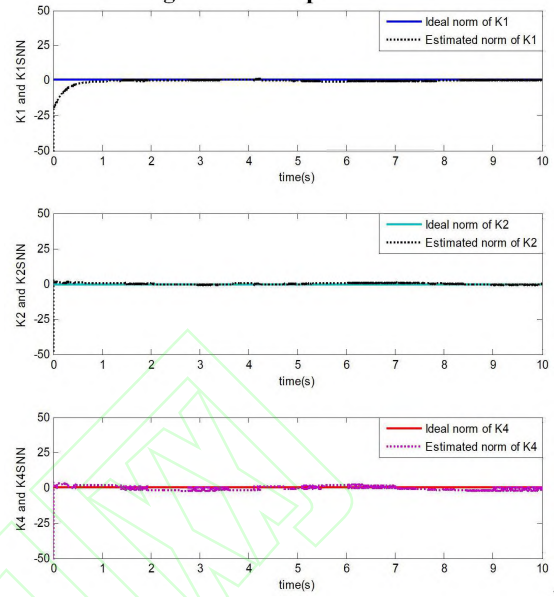 50
25
0
-25
-50
K1 and K1SNN
Ideal norm of K1
Estimated norm of K1
0 1 2 3 4 5 6 7 8 9 10
time(s)
50
25
0
-25
-50
K2 and K2SNN
Ideal norm of K2
Estimated norm of K2
0 1 2 3 4 5 6 7 8 9 10
time(s)
50
25
0
-25
-50
K4 and K4SNN
Ideal norm of K4
Estimated norm of K4
0 1 2 3 4 5 6 7 8 9 10
time(s)